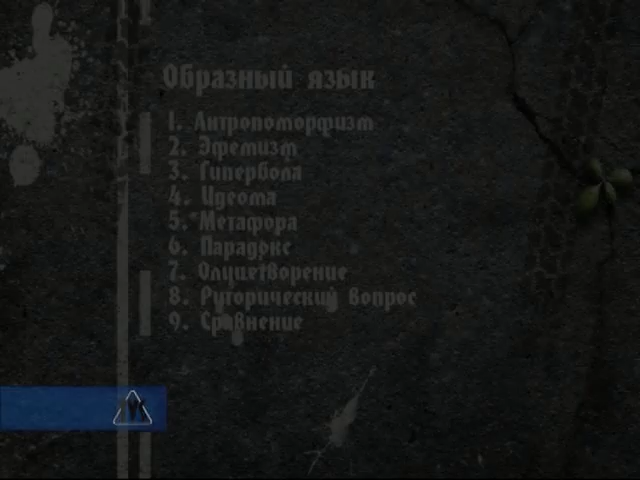 Образный язык
1. Антропоморфизм
2. Эфемизм
3. Гипербола
4. Идеома
5. Метафора
6. Парадокс
7. Олицетворение
8. Риторический вопрос
9. Сравнение